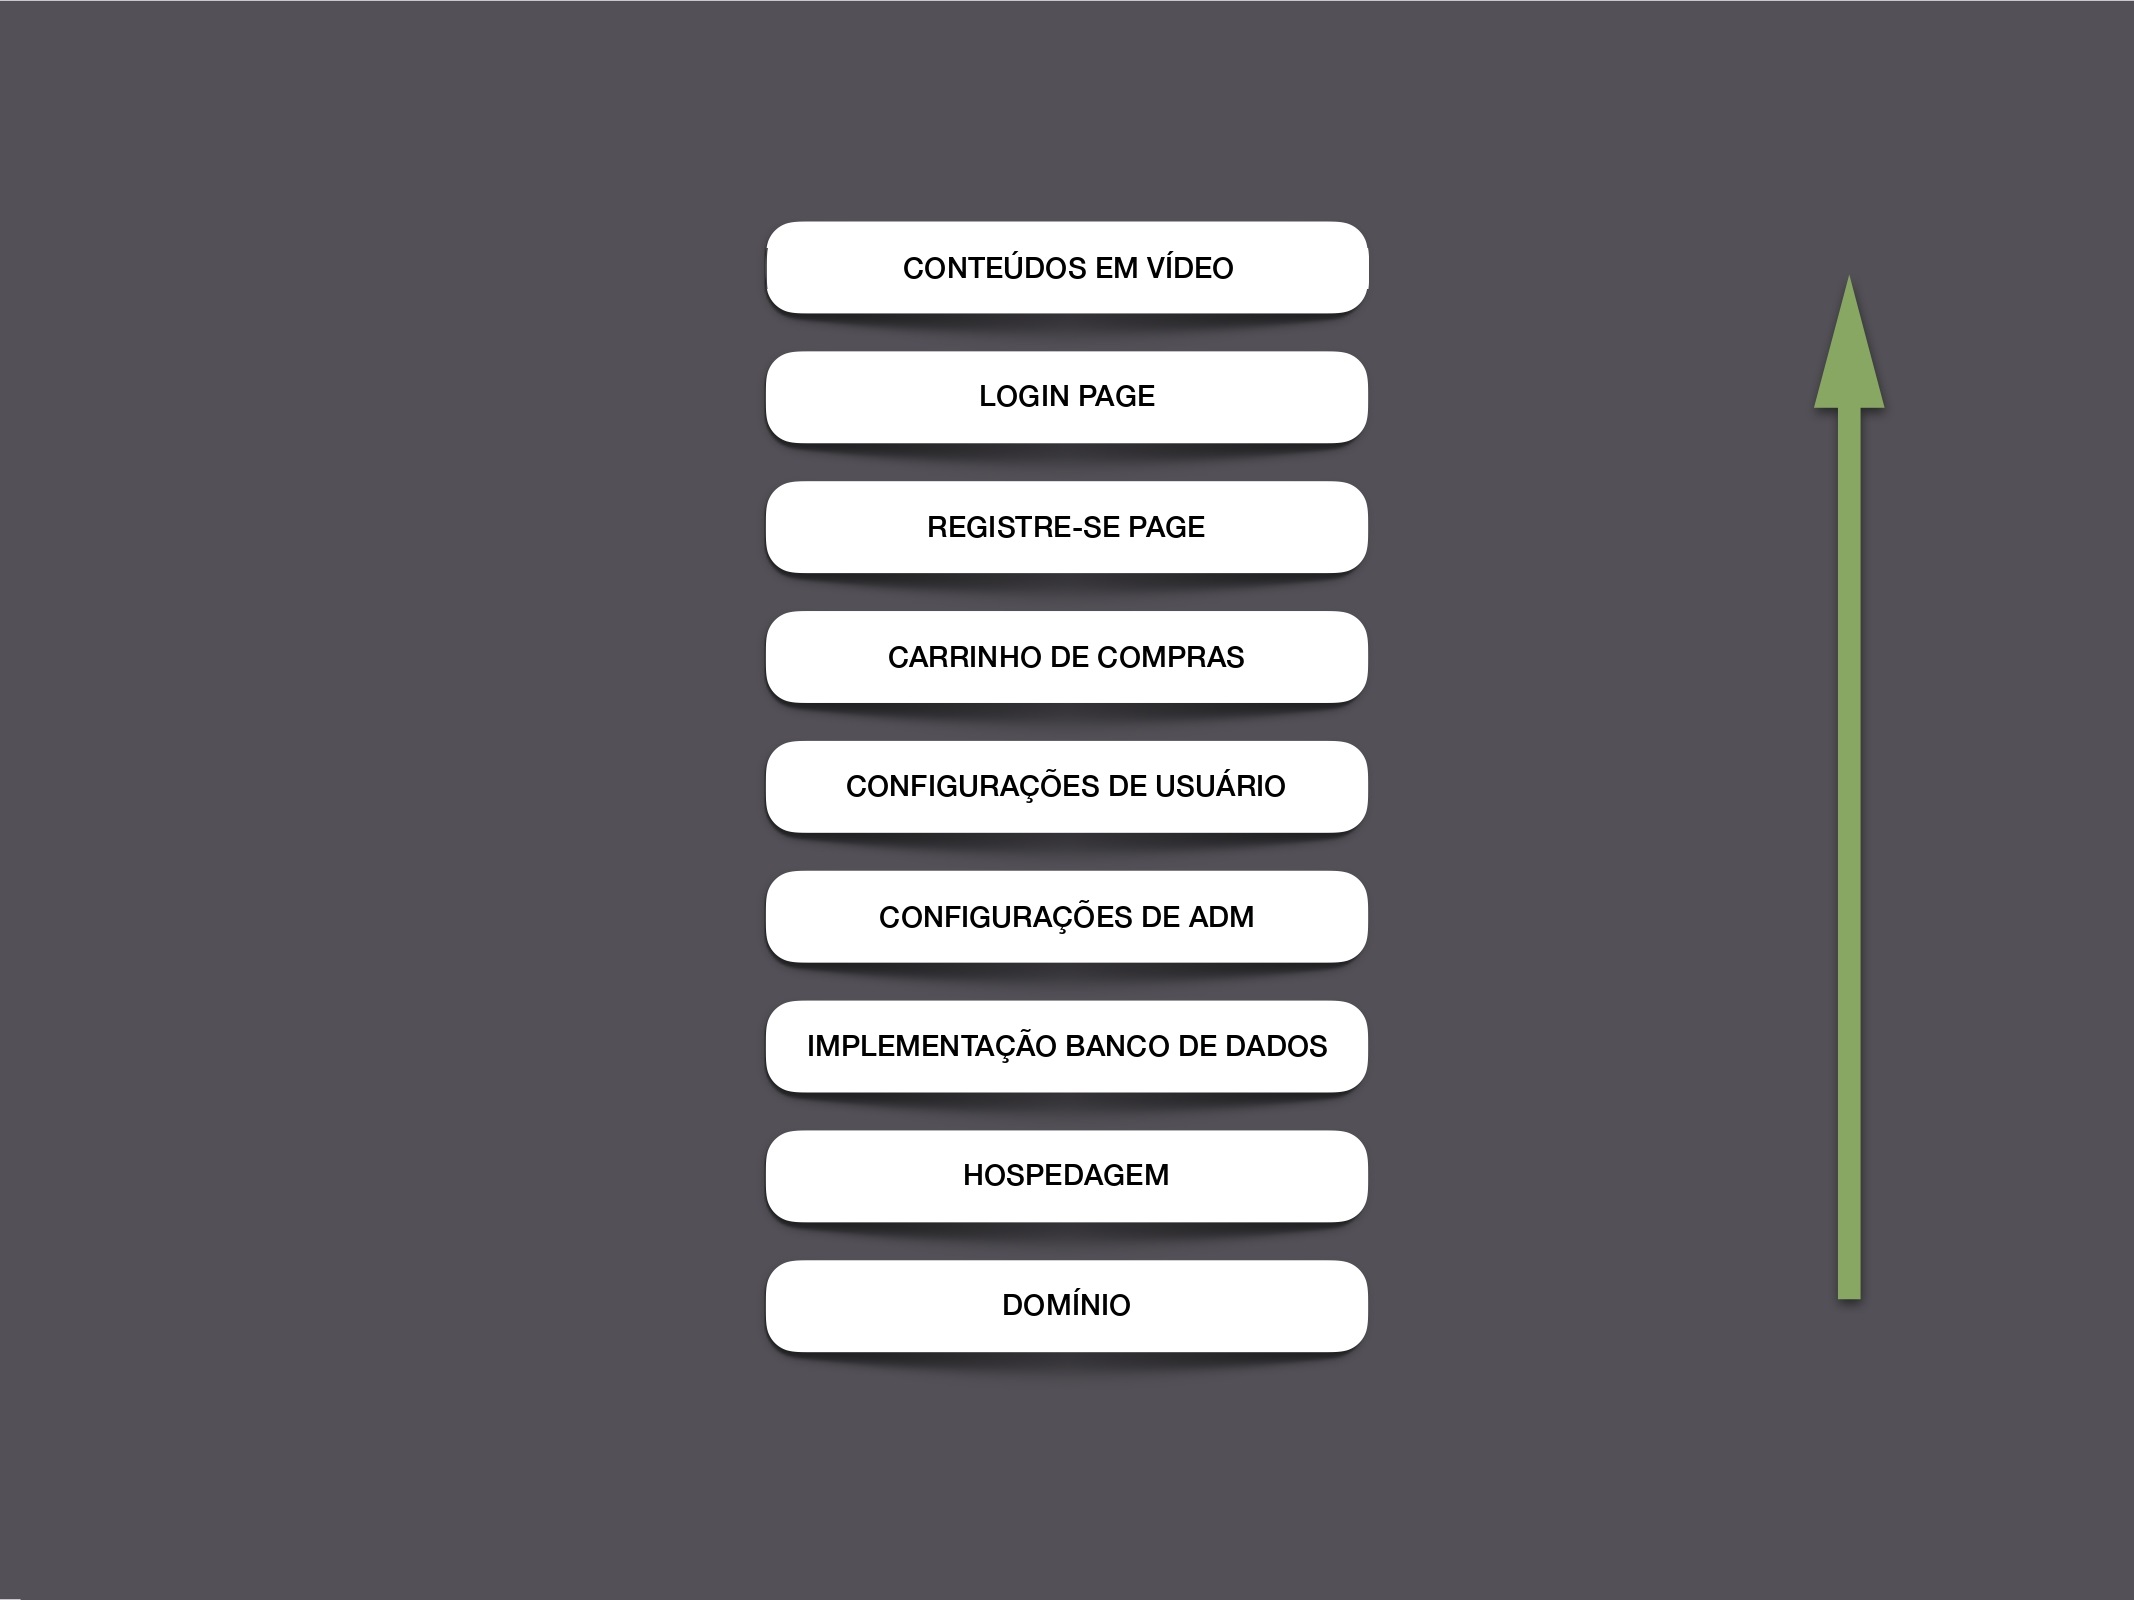 CONTEÚDOS EM VÍDEO
LOGIN PAGE
REGISTRE-SE PAGE
CARRINHO DE COMPRAS
CONFIGURAÇÕES DE USUÁRIO
CONFIGURAÇÕES DE ADM
IMPLEMENTAÇÃO BANCO DE DADOS
HOSPEDAGEM
DOMÍNIO